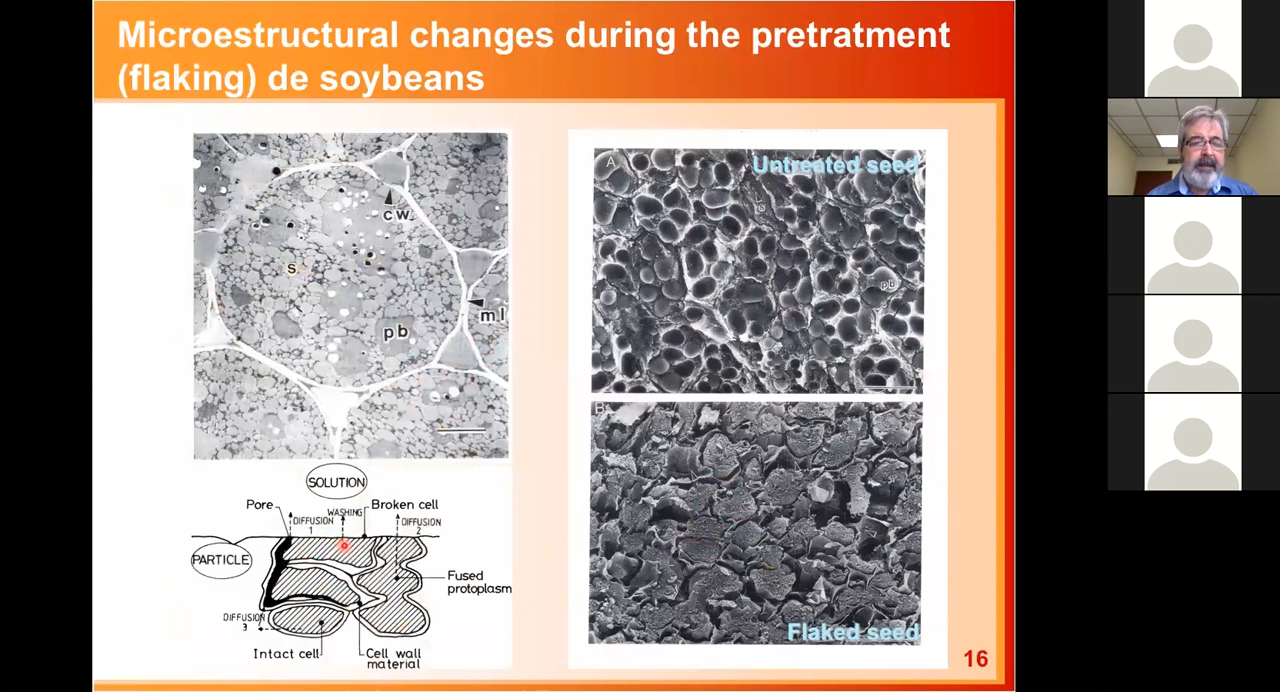 Microestructural changes during the pretratment
(flaking) de soybeans
cw
s
pb
ml
A
Untreated seed
s
pb
B
Flaked seed
SOLUTION
Pore
Broken cell
WASHING
DIFFUSION
1
DIFFUSION
2
PARTICLE
Fused
protoplasm
DIFFUSION
3
Intact cell
Cell wall
material
16